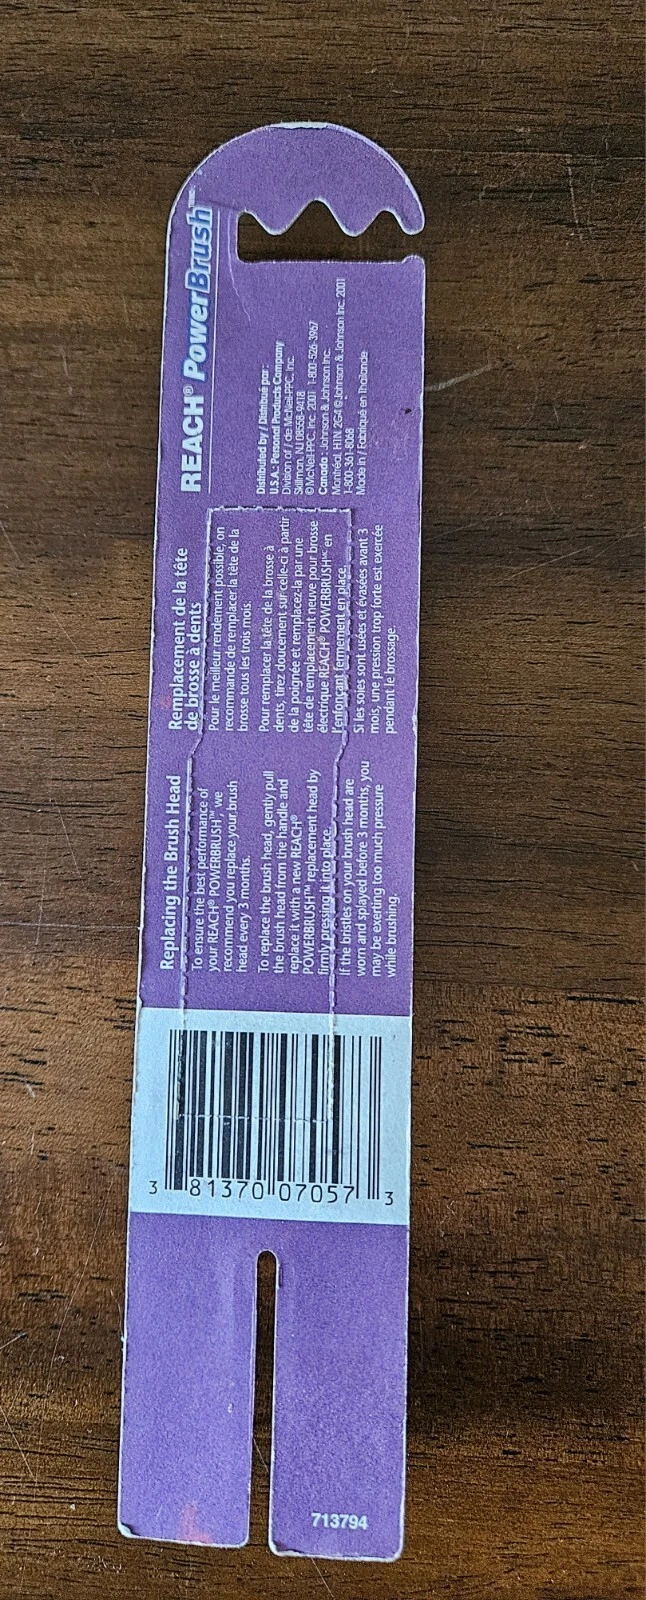 REACH® PowerBrush™
Distributed by / Distribué par :
U.S.A.: Personal Products Company
Division of / de McNeil-PPC, Inc.
Skillman, NJ 08558-9418
© McNeil-PPC, Inc. 2001 1-800-526-3967
Canada : Johnson & Johnson Inc.
Montréal, H1N 2G4 © Johnson & Johnson Inc. 2001
1-800-361-8068
Made in / Fabriqué en Thaïlande
Replacing the Brush Head
To ensure the best performance of
your REACH® POWERBRUSH™, we
recommend you replace your brush
head every 3 months.
To replace the brush head, gently pull
the brush head from the handle and
replace it with a new REACH®
POWERBRUSH™ replacement head by
firmly pressing it into place.
If the bristles on your brush head are
worn and splayed before 3 months, you
may be exerting too much pressure
while brushing.
Remplacement de la tête
de brosse à dents
Pour le meilleur rendement possible, on
recommande de remplacer la tête de la
brosse tous les trois mois.
Pour remplacer la tête de la brosse à
dents, tirez doucement sur celle-ci à partir
de la poignée et remplacez-la par une
tête de remplacement neuve pour brosse
électrique REACH® POWERBRUSH MC en
l'enfonçant fermement en place.
Si les soies sont usées et évasées avant 3
mois, une pression trop forte est exercée
pendant le brossage.
3 81370 07057 3
713794